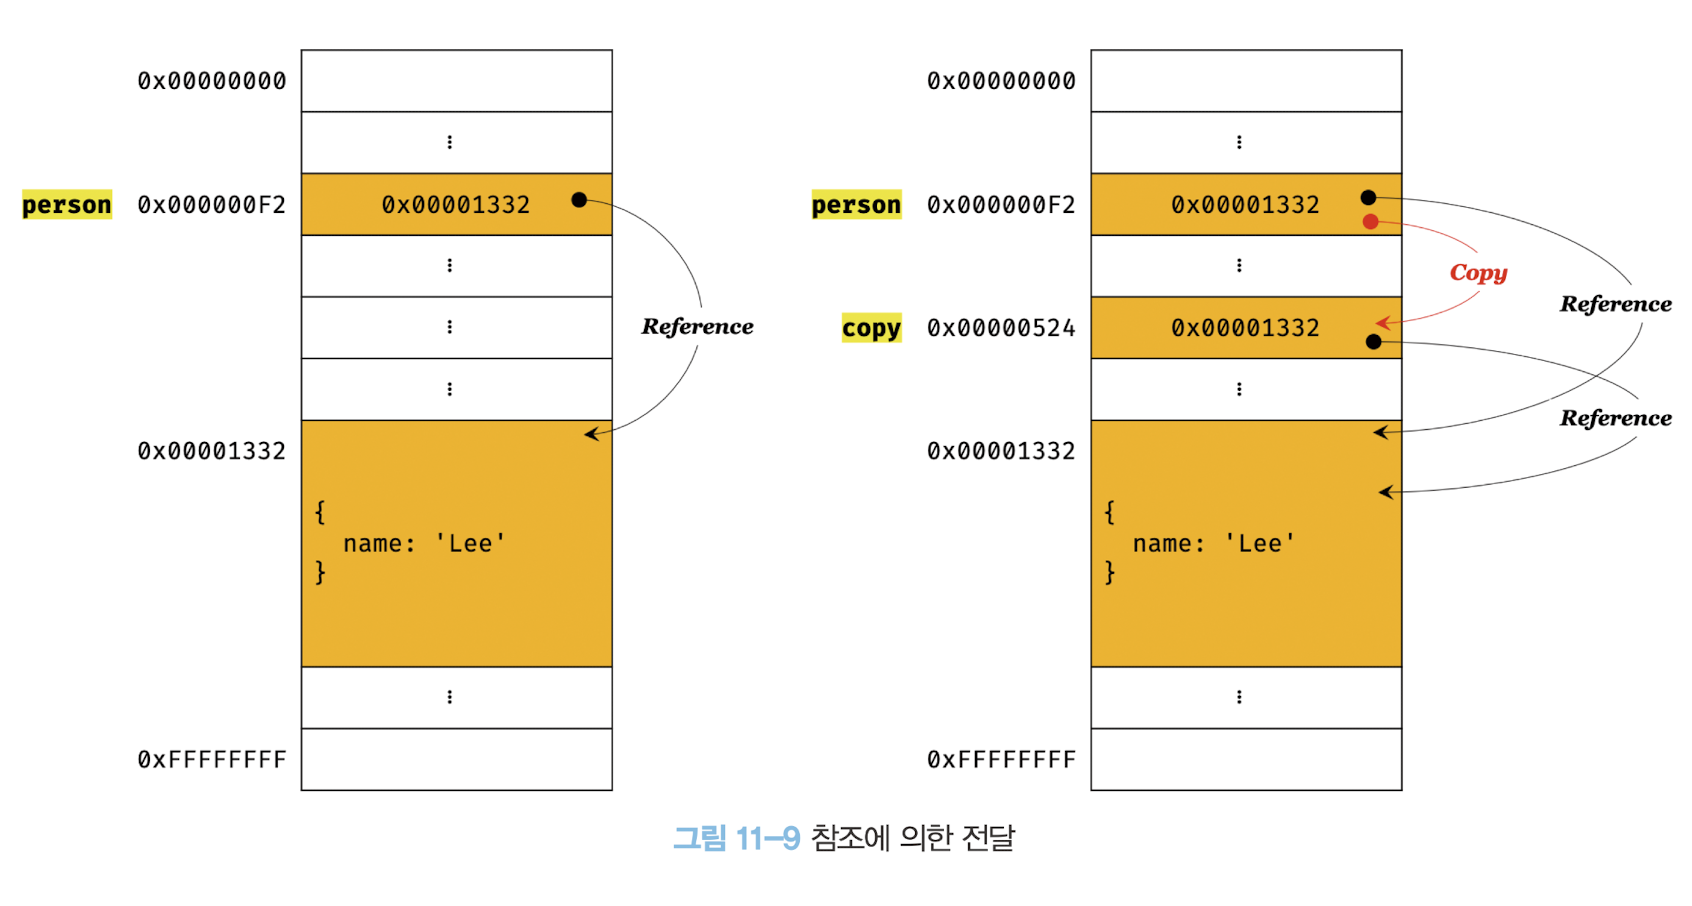 0x00000000
⋮
person 0x000000F2 0x00001332
⋮
⋮
Reference
⋮
0x00001332
{
name: 'Lee'
}
⋮
0xFFFFFFFF
0x00000000
⋮
person 0x000000F2 0x00001332
⋮
Copy
Reference
copy 0x00000524 0x00001332
⋮
Reference
0x00001332
{
name: 'Lee'
}
⋮
0xFFFFFFFF
그림 11-9 참조에 의한 전달